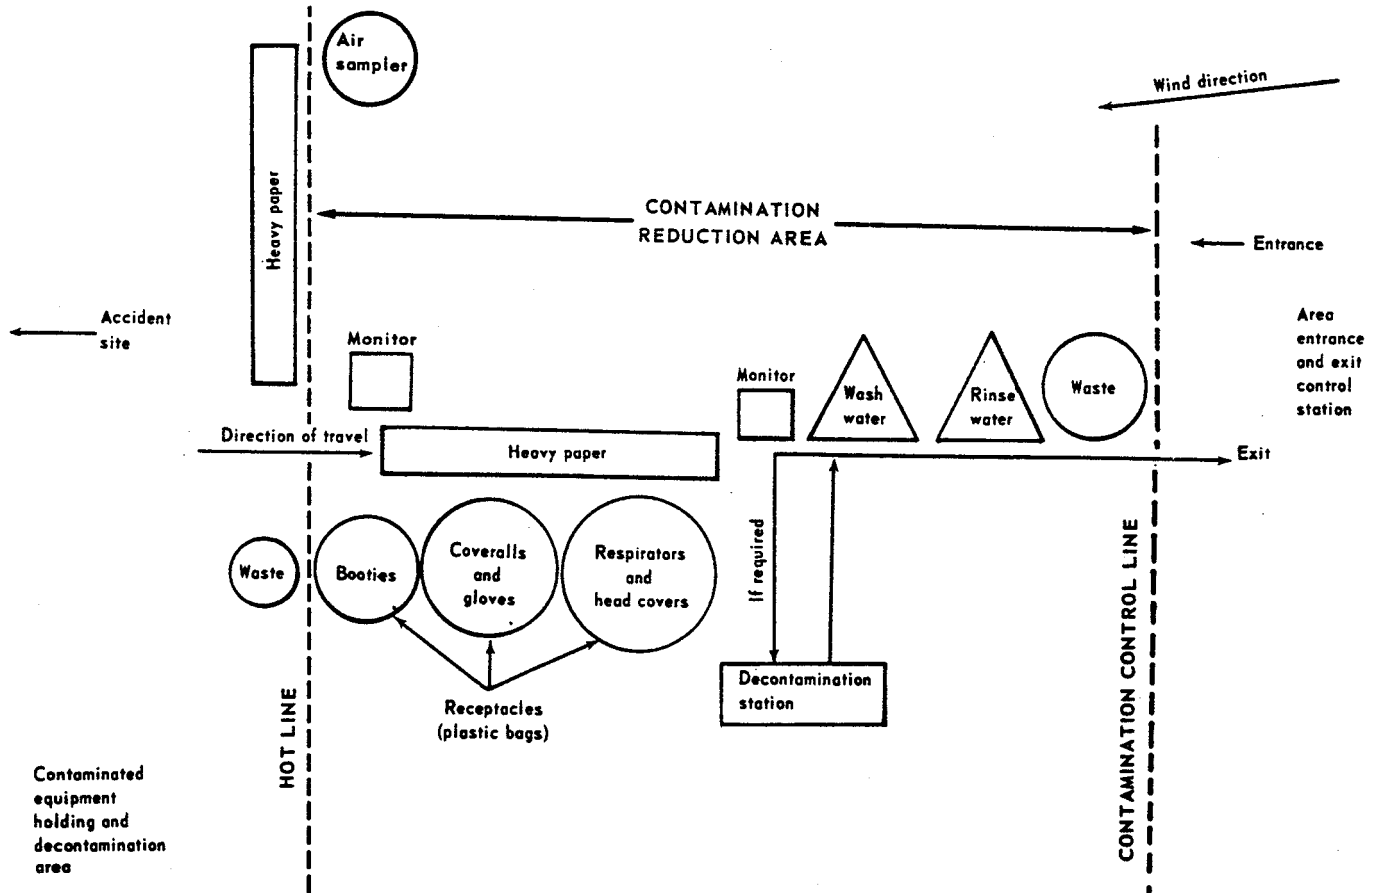 Air
sampler
Wind direction
Heavy paper
CONTAMINATION
REDUCTION AREA
Entrance
Accident
site
Monitor
Area
entrance
and exit
control
station
Monitor
Wash
water
Rinse
water
Waste
Direction of travel
Heavy paper
Exit
Waste
Booties
Coveralls
and
gloves
Respirators
and
head covers
If required
Receptacles
(plastic bags)
Decontamination
station
HOT LINE
CONTAMINATION CONTROL LINE
Contaminated
equipment
holding and
decontamination
area